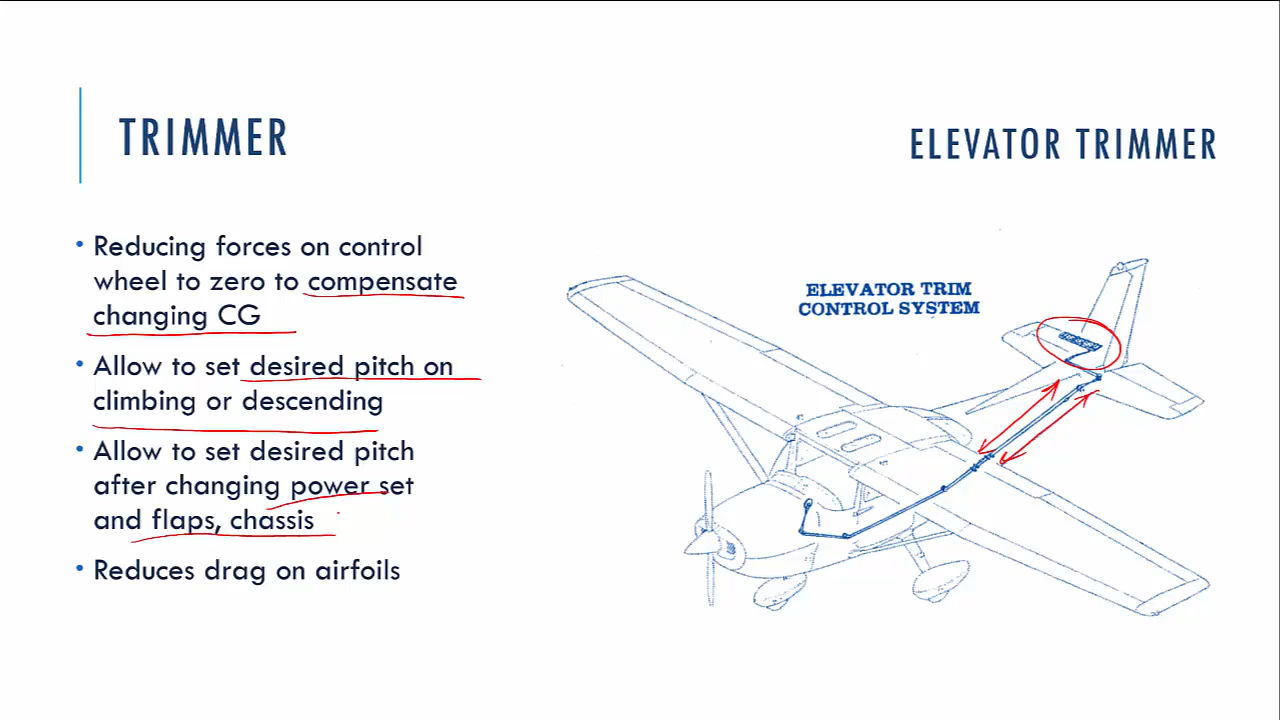 TRIMMER
ELEVATOR TRIMMER
• Reducing forces on control
wheel to zero to compensate
changing CG
• Allow to set desired pitch on
climbing or descending
• Allow to set desired pitch
after changing power set
and flaps, chassis
• Reduces drag on airfoils
ELEVATOR TRIM
CONTROL SYSTEM